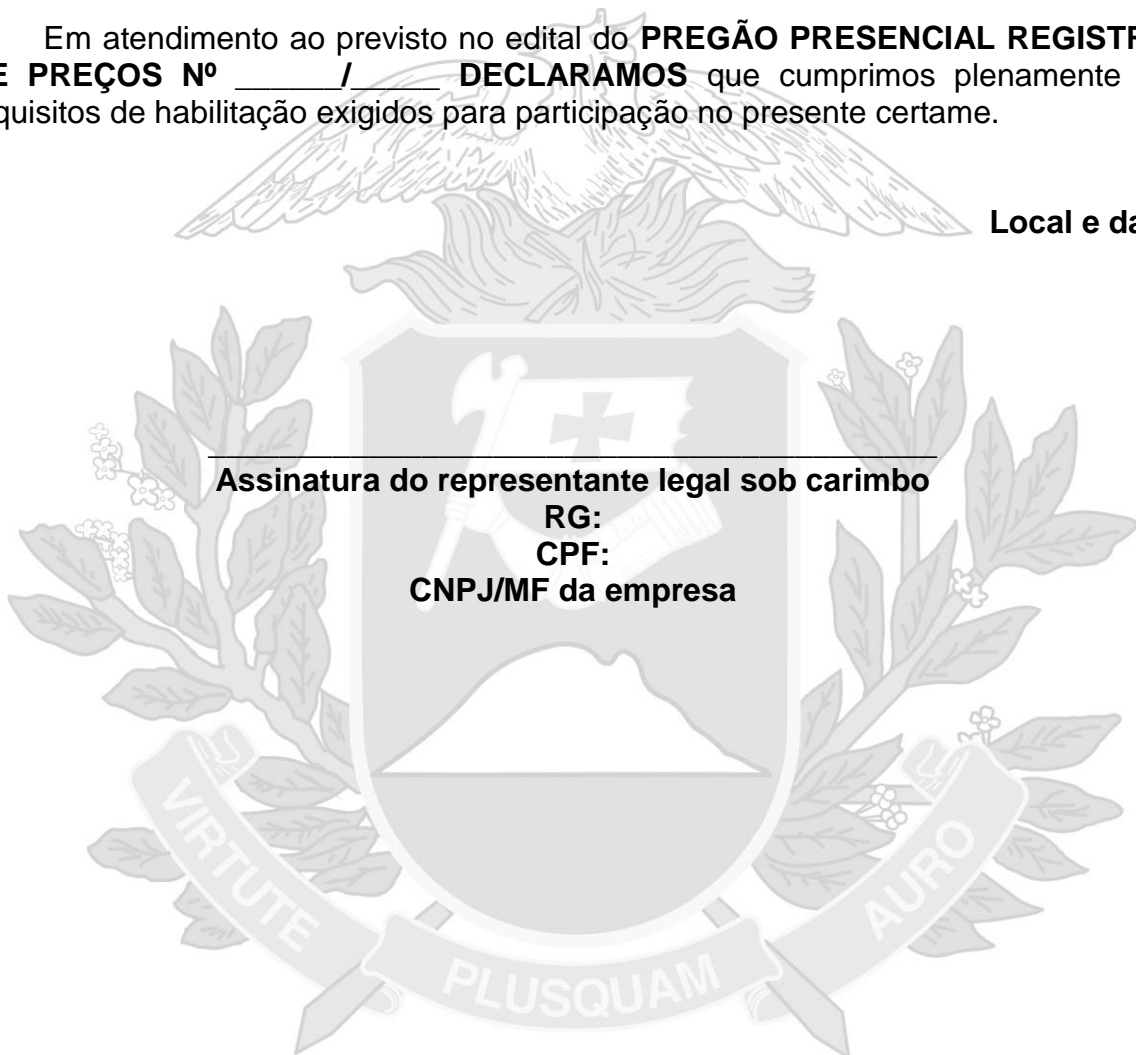 Em atendimento ao previsto no edital do PREGÃO PRESENCIAL REGISTR
E PREÇOS Nº ______/_____ DECLARAMOS que cumprimos plenamente
quisitos de habilitação exigidos para participação no presente certame.
Local e da
Assinatura do representante legal sob carimbo
RG:
CPF:
CNPJ/MF da empresa
VIRTUTE PLUSQUAM AURO